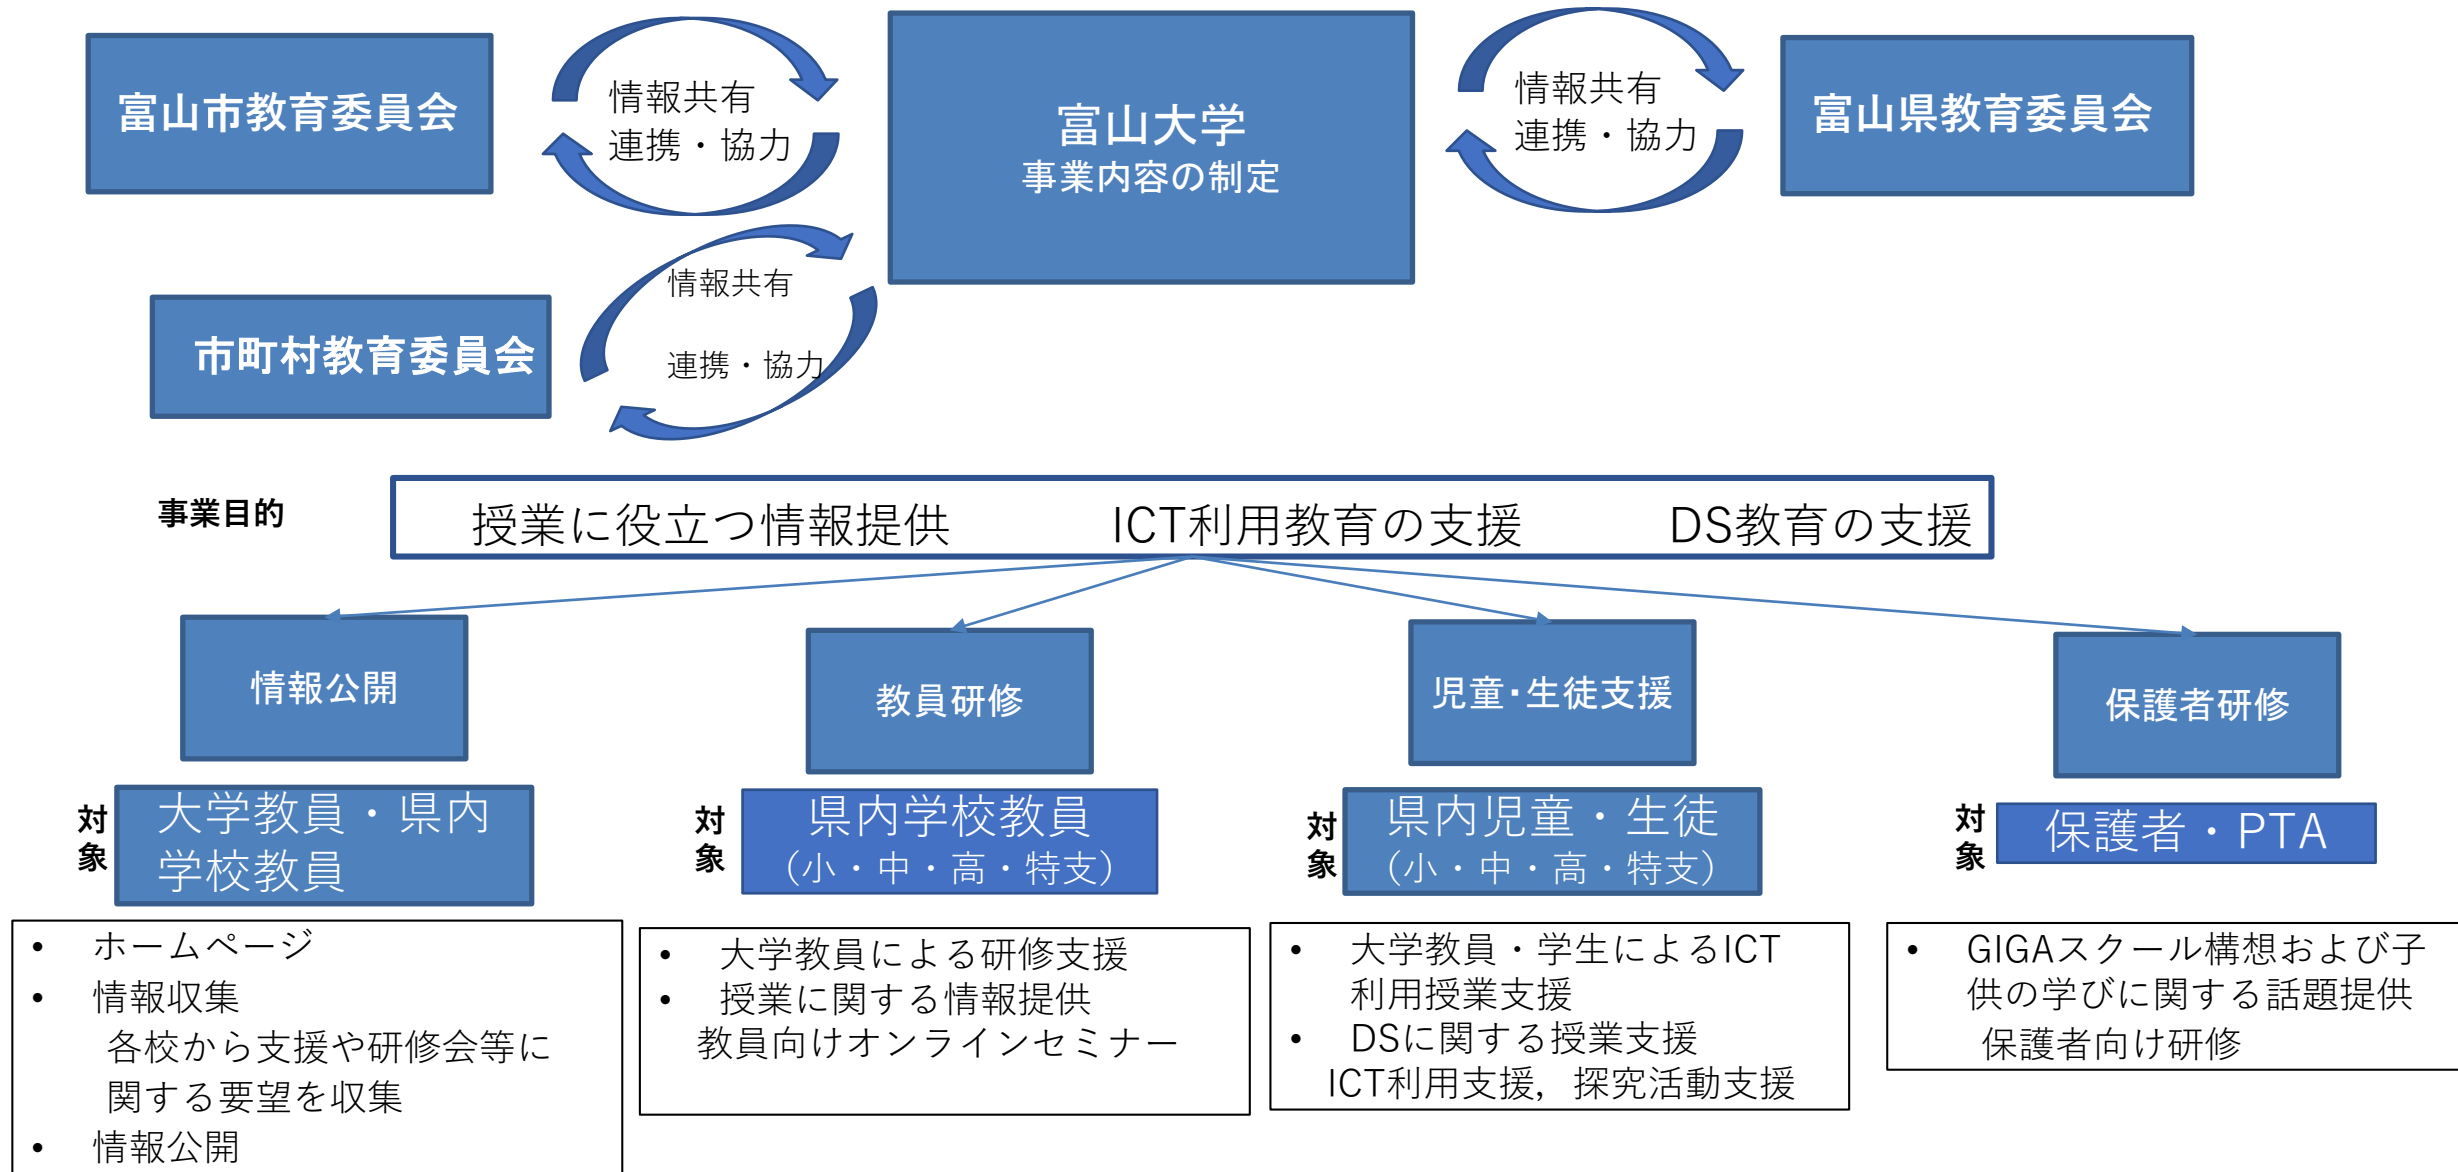 富山市教育委員会
情報共有
連携・協力
富山大学
事業内容の制定
情報共有
連携・協力
富山県教育委員会
市町村教育委員会
情報共有
連携・協力
事業目的
授業に役立つ情報提供 ICT利用教育の支援 DS教育の支援
情報公開
教員研修
児童・生徒支援
保護者研修
対
象
大学教員・県内
学校教員
対
象
県内学校教員
(小・中・高・特支)
対
象
県内児童・生徒
(小・中・高・特支)
対
象
保護者・PTA
• ホームページ
• 情報収集
各校から支援や研修会等に
関する要望を収集
• 情報公開
• 大学教員による研修支援
• 授業に関する情報提供
教員向けオンラインセミナー
• 大学教員・学生によるICT
利用授業支援
• DSに関する授業支援
ICT利用支援，探究活動支援
• GIGAスクール構想および子
供の学びに関する話題提供
保護者向け研修